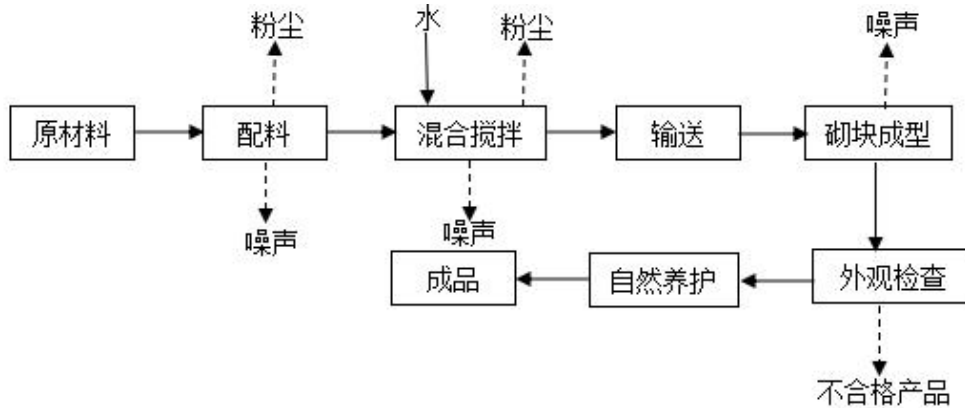 粉尘
水
粉尘
噪声
原材料
配料
混合搅拌
输送
砌块成型
噪声
噪声
成品
自然养护
外观检查
不合格产品